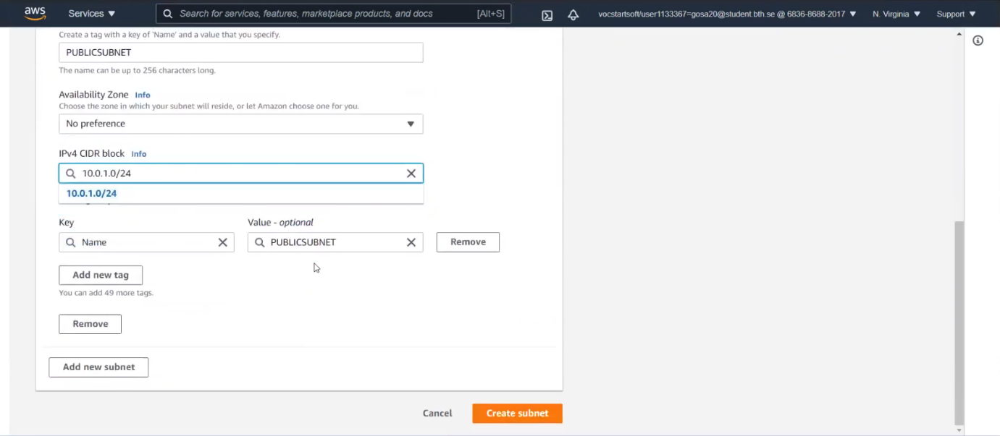 aws Services Search for services, features, marketplace products, and docs [Alt+S] vocstartsoft/user1133367=gosa20@student.bth.se @ 6836-8688-2017 N. Virginia Support
Create a tag with a key of 'Name' and a value that you specify.
PUBLICSUBNET
The name can be up to 256 characters long.
Availability Zone Info
Choose the zone in which your subnet will reside, or let Amazon choose one for you.
No preference
IPv4 CIDR block Info
10.0.1.0/24
10.0.1.0/24
Key Value - optional
Name PUBLICSUBNET Remove
Add new tag
You can add 49 more tags.
Remove
Add new subnet
Cancel Create subnet